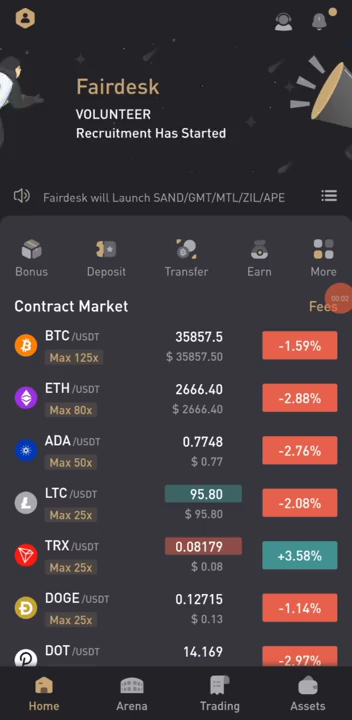 Fairdesk
VOLUNTEER
Recruitment Has Started
Fairdesk will Launch SAND/GMT/MTL/ZIL/APE
Bonus Deposit Transfer Earn More
Contract Market Fees
00:02
BTC /USDT 35857.5 -1.59%
Max 125x $ 35857.50
ETH /USDT 2666.40 -2.88%
Max 80x $ 2666.40
ADA /USDT 0.7748 -2.76%
Max 50x $ 0.77
LTC /USDT 95.80 -2.08%
Max 25x $ 95.80
TRX /USDT 0.08179 +3.58%
Max 25x $ 0.08
DOGE /USDT 0.12715 -1.14%
Max 25x $ 0.13
DOT /USDT 14.169 -2.97%
Home Arena Trading Assets